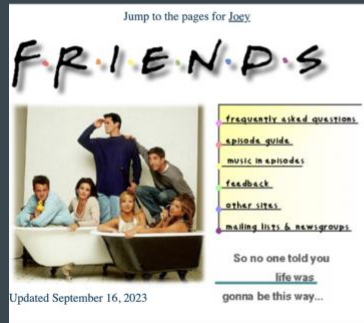 Jump to the pages for Joey
F·R·I·E·N·D·S
frequently asked questions
episode guide
music in episodes
feedback
other sites
mailing lists & newsgroups
So no one told you
life was
gonna be this way...
Updated September 16, 2023